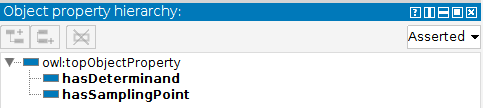 Object property hierarchy:
Asserted
owl:topObjectProperty
hasDeterminand
hasSamplingPoint